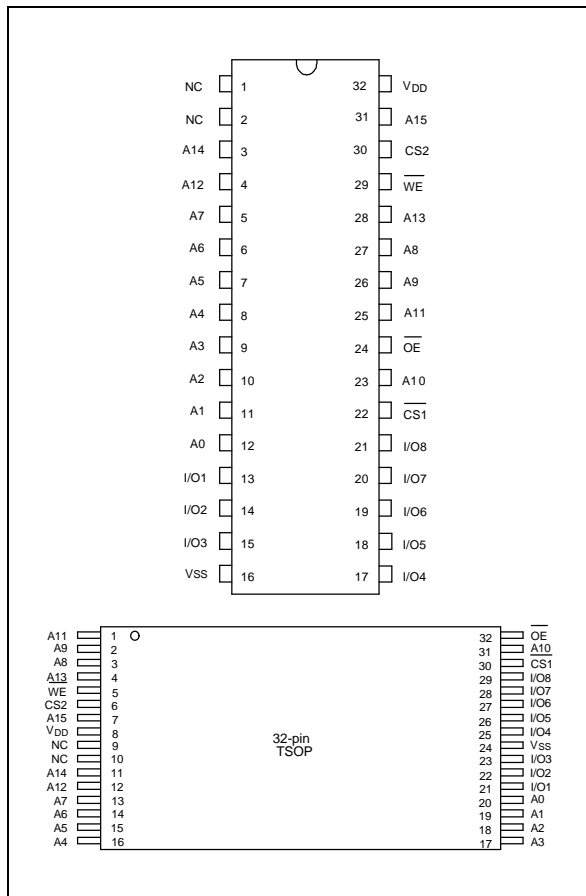 NC 1 32 VDD
NC 2 31 A15
A14 3 30 CS2
A12 4 29 WE
A7 5 28 A13
A6 6 27 A8
A5 7 26 A9
A4 8 25 A11
A3 9 24 OE
A2 10 23 A10
A1 11 22 CS1
A0 12 21 I/O8
I/O1 13 20 I/O7
I/O2 14 19 I/O6
I/O3 15 18 I/O5
VSS 16 17 I/O4
A11 1 32 OE
A9 2 31 A10
A8 3 30 CS1
A13 4 29 I/O8
WE 5 28 I/O7
CS2 6 27 I/O6
A15 7 26 I/O5
VDD 8 25 I/O4
NC 9 24 VSS
NC 10 23 I/O3
A14 11 22 I/O2
A12 12 21 I/O1
A7 13 20 A0
A6 14 19 A1
A5 15 18 A2
A4 16 17 A3
32-pin
TSOP